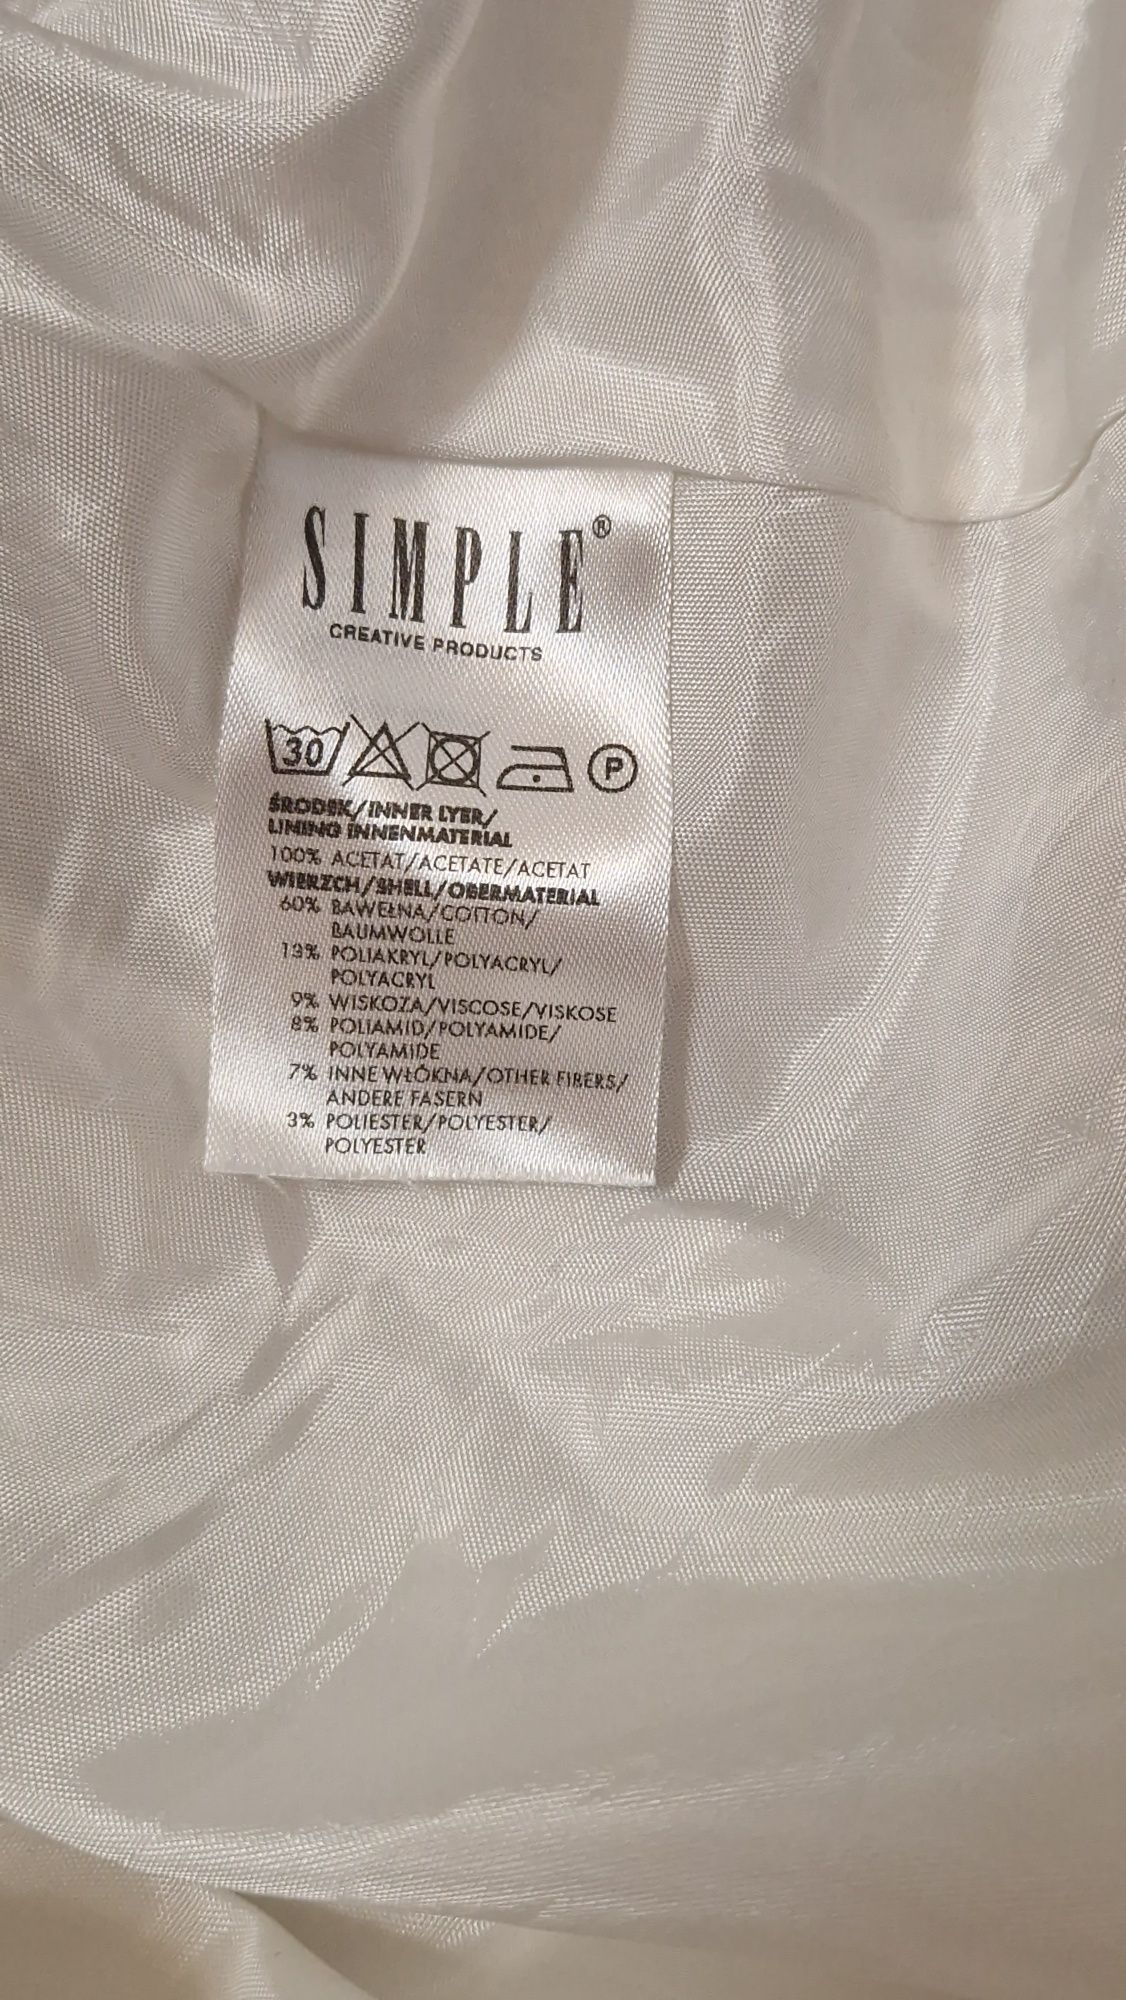 SIMPLE®
CREATIVE PRODUCTS
30 P
ŚRODEK/INNER LYER/
LINING INNENMATERIAL
100% ACETAT/ACETATE/ACETAT
WIERZCH/SHELL/OBERMATERIAL
60% BAWEŁNA/COTTON/
BAUMWOLLE
13% POLIAKRYL/POLYACRYL/
POLYACRYL
9% WISKOZA/VISCOSE/VISKOSE
8% POLIAMID/POLYAMIDE/
POLYAMIDE
7% INNE WŁÓKNA/OTHER FIBERS/
ANDERE FASERN
3% POLIESTER/POLYESTER/
POLYESTER